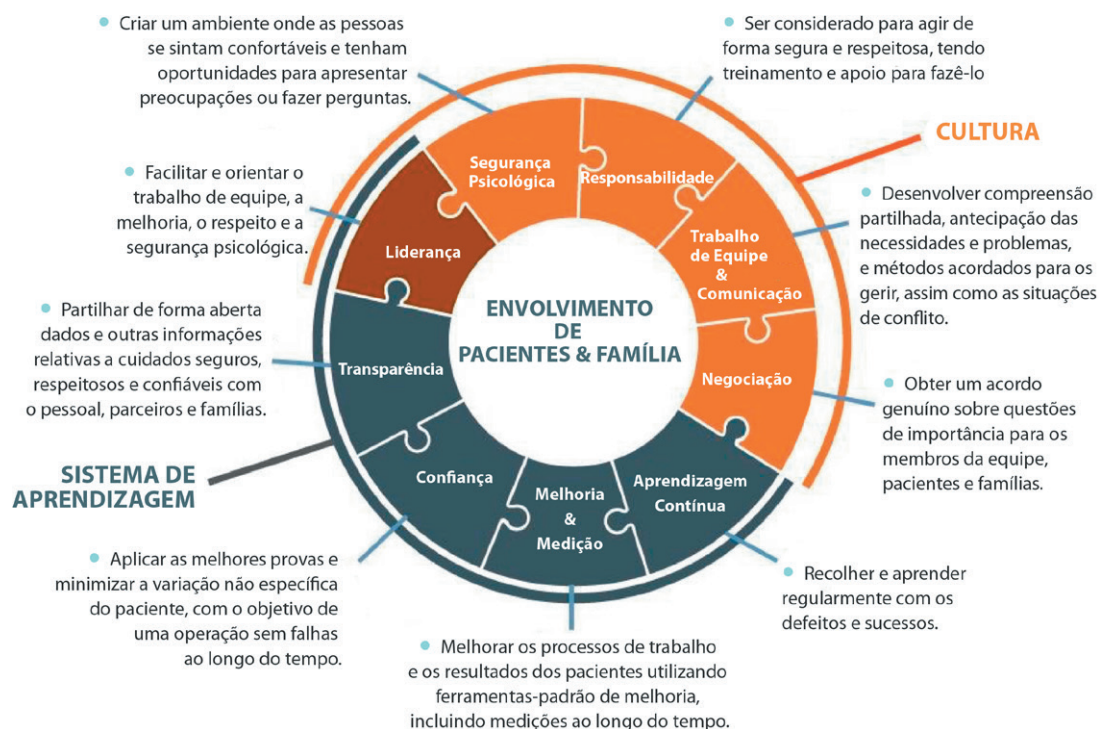 • Criar um ambiente onde as pessoas
se sintam confortáveis e tenham
oportunidades para apresentar
preocupações ou fazer perguntas.
• Ser considerado para agir de
forma segura e respeitosa, tendo
treinamento e apoio para fazê-lo
CULTURA
Segurança
Psicológica
Responsabilidade
• Facilitar e orientar o
trabalho de equipe, a
melhoria, o respeito e a
segurança psicológica.
Liderança
Trabalho
de Equipe
&
Comunicação
• Desenvolver compreensão
partilhada, antecipação das
necessidades e problemas,
e métodos acordados para os
gerir, assim como as situações
de conflito.
ENVOLVIMENTO
DE
PACIENTES & FAMÍLIA
• Partilhar de forma aberta
dados e outras informações
relativas a cuidados seguros,
respeitosos e confiáveis com
o pessoal, parceiros e famílias.
Transparência
Negociação
• Obter um acordo
genuíno sobre questões
de importância para os
membros da equipe,
pacientes e famílias.
SISTEMA DE
APRENDIZAGEM
Confiança
Melhoria
&
Medição
Aprendizagem
Contínua
• Aplicar as melhores provas e
minimizar a variação não específica
do paciente, com o objetivo de
uma operação sem falhas
ao longo do tempo.
• Recolher e aprender
regularmente com os
defeitos e sucessos.
• Melhorar os processos de trabalho
e os resultados dos pacientes utilizando
ferramentas-padrão de melhoria,
incluindo medições ao longo do tempo.